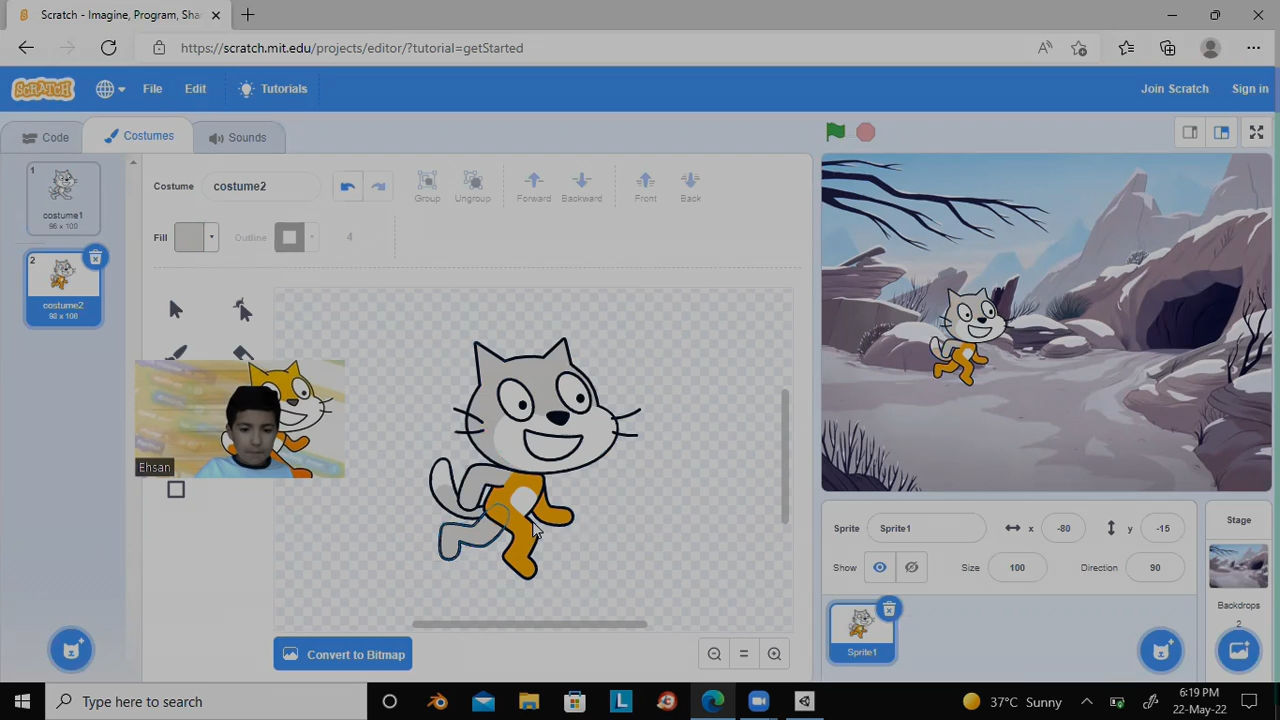 Scratch - Imagine, Program, Sha
https://scratch.mit.edu/projects/editor/?tutorial=getStarted
SCRATCH
File
Edit
Tutorials
Join Scratch
Sign in
Code
Costumes
Sounds
1
costume1
96 x 100
2
costume2
Costume
costume2
Group
Ungroup
Forward
Backward
Front
Back
Fill
Outline
4
Ehsan
Convert to Bitmap
Sprite
Sprite1
x
-80
y
-15
Show
Size
100
Direction
90
Sprite1
Stage
Backdrops
2
Type here to search
37°C Sunny
6:19 PM
22-May-22